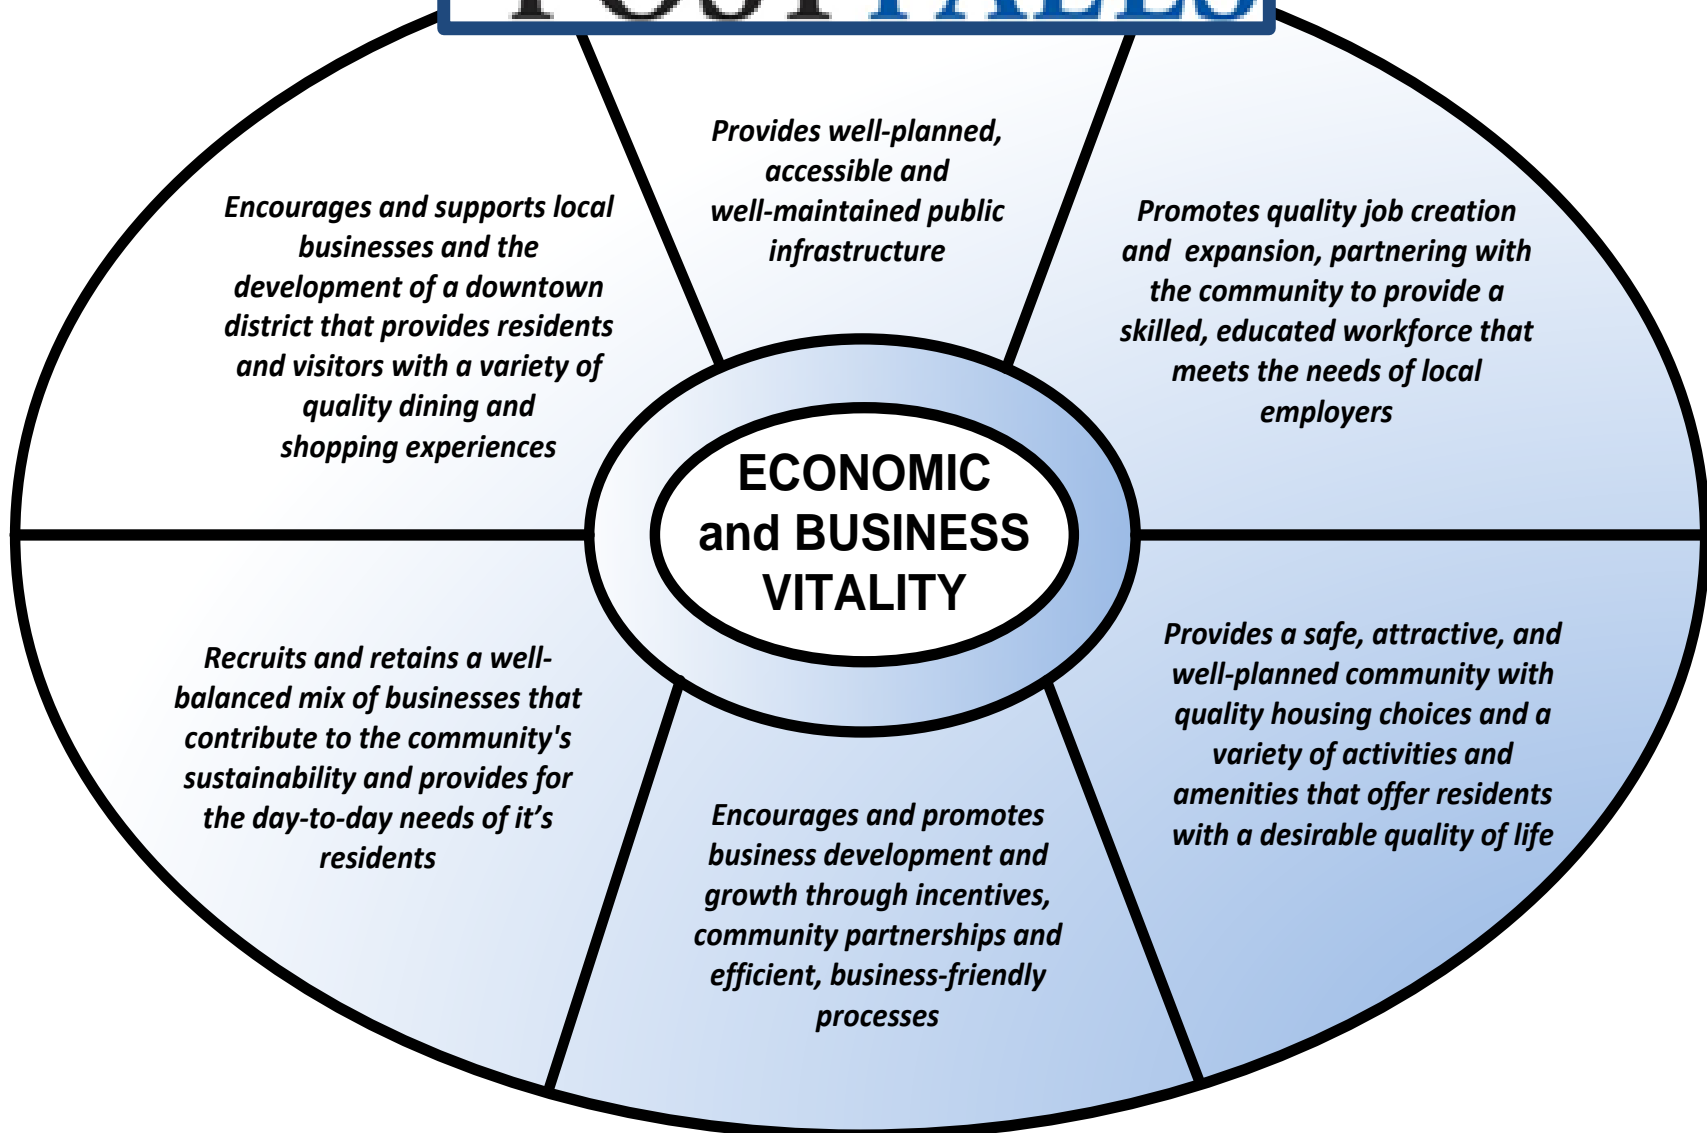 POST FALLS
Provides well-planned,
accessible and
well-maintained public
infrastructure
Encourages and supports local
businesses and the
development of a downtown
district that provides residents
and visitors with a variety of
quality dining and
shopping experiences
Promotes quality job creation
and  expansion, partnering with
the community to provide a
skilled, educated workforce that
meets the needs of local
employers
ECONOMIC
and BUSINESS
VITALITY
Recruits and retains a well-
balanced mix of businesses that
contribute to the community's
sustainability and provides for
the day-to-day needs of it’s
residents
Encourages and promotes
business development and
growth through incentives,
community partnerships and
efficient, business-friendly
processes
Provides a safe, attractive, and
well-planned community with
quality housing choices and a
variety of activities and
amenities that offer residents
with a desirable quality of life